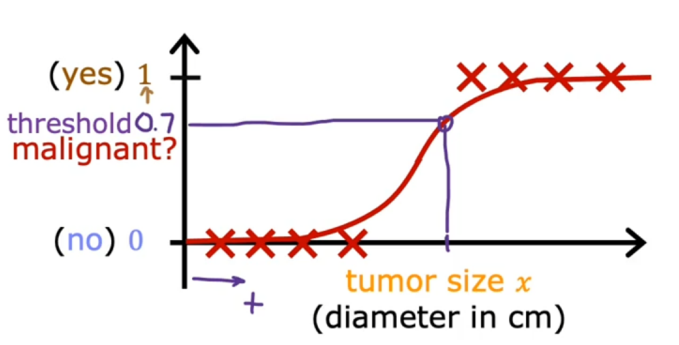 (yes) 1
threshold 0.7
malignant?
(no) 0
+
tumor size x
(diameter in cm)